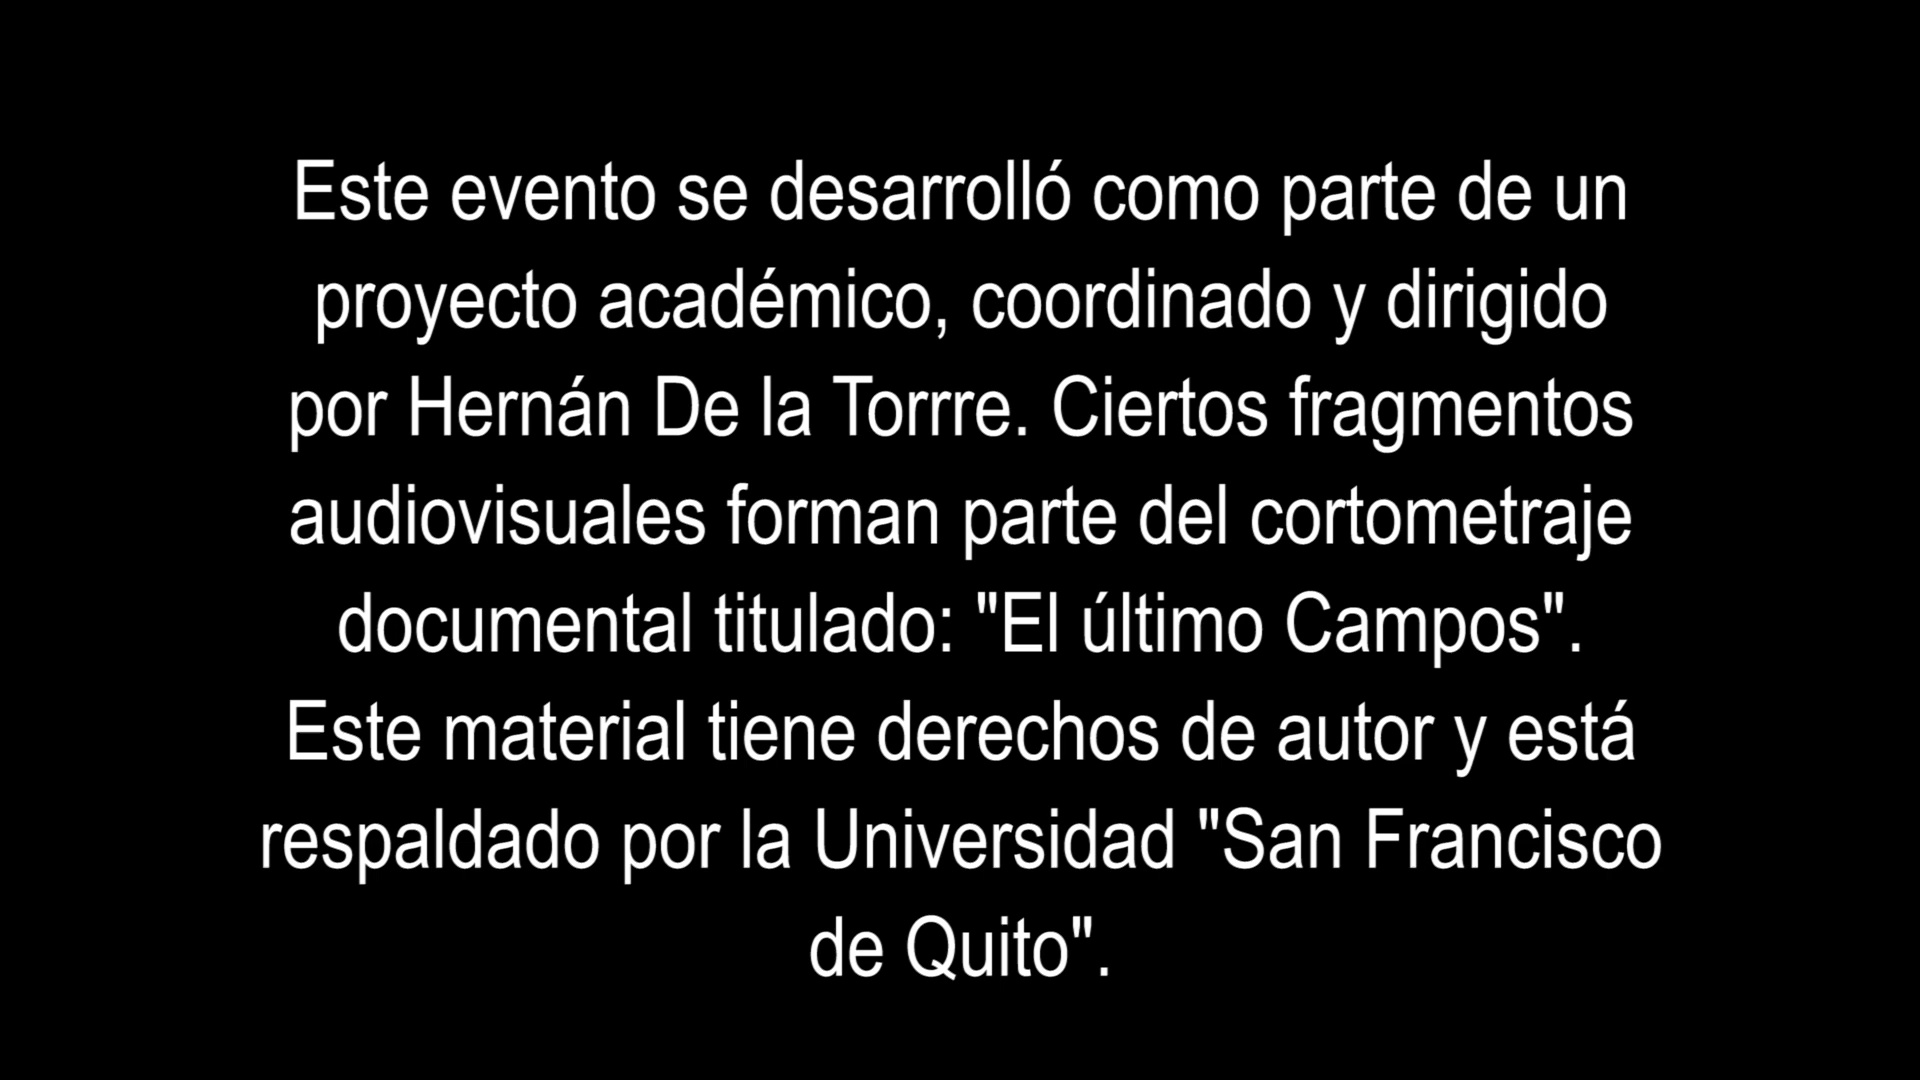 Este evento se desarrolló como parte de un
proyecto académico, coordinado y dirigido
por Hernán De la Torrre. Ciertos fragmentos
audiovisuales forman parte del cortometraje
documental titulado: "El último Campos".
Este material tiene derechos de autor y está
respaldado por la Universidad "San Francisco
de Quito".